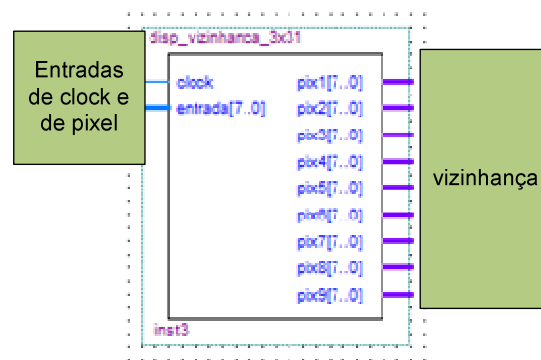 disp_vizinhanca_3x31
Entradas
de clock e
de pixel
clock
entrada[7..0]
pix1[7..0]
pix2[7..0]
pix3[7..0]
pix4[7..0]
pix5[7..0]
pix6[7..0]
pix7[7..0]
pix8[7..0]
pix9[7..0]
vizinhança
inst3